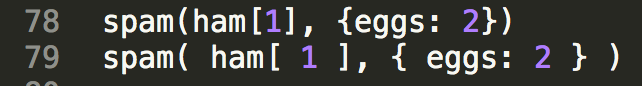 78 spam(ham[1], {eggs: 2})
79 spam( ham[ 1 ], { eggs: 2 } )